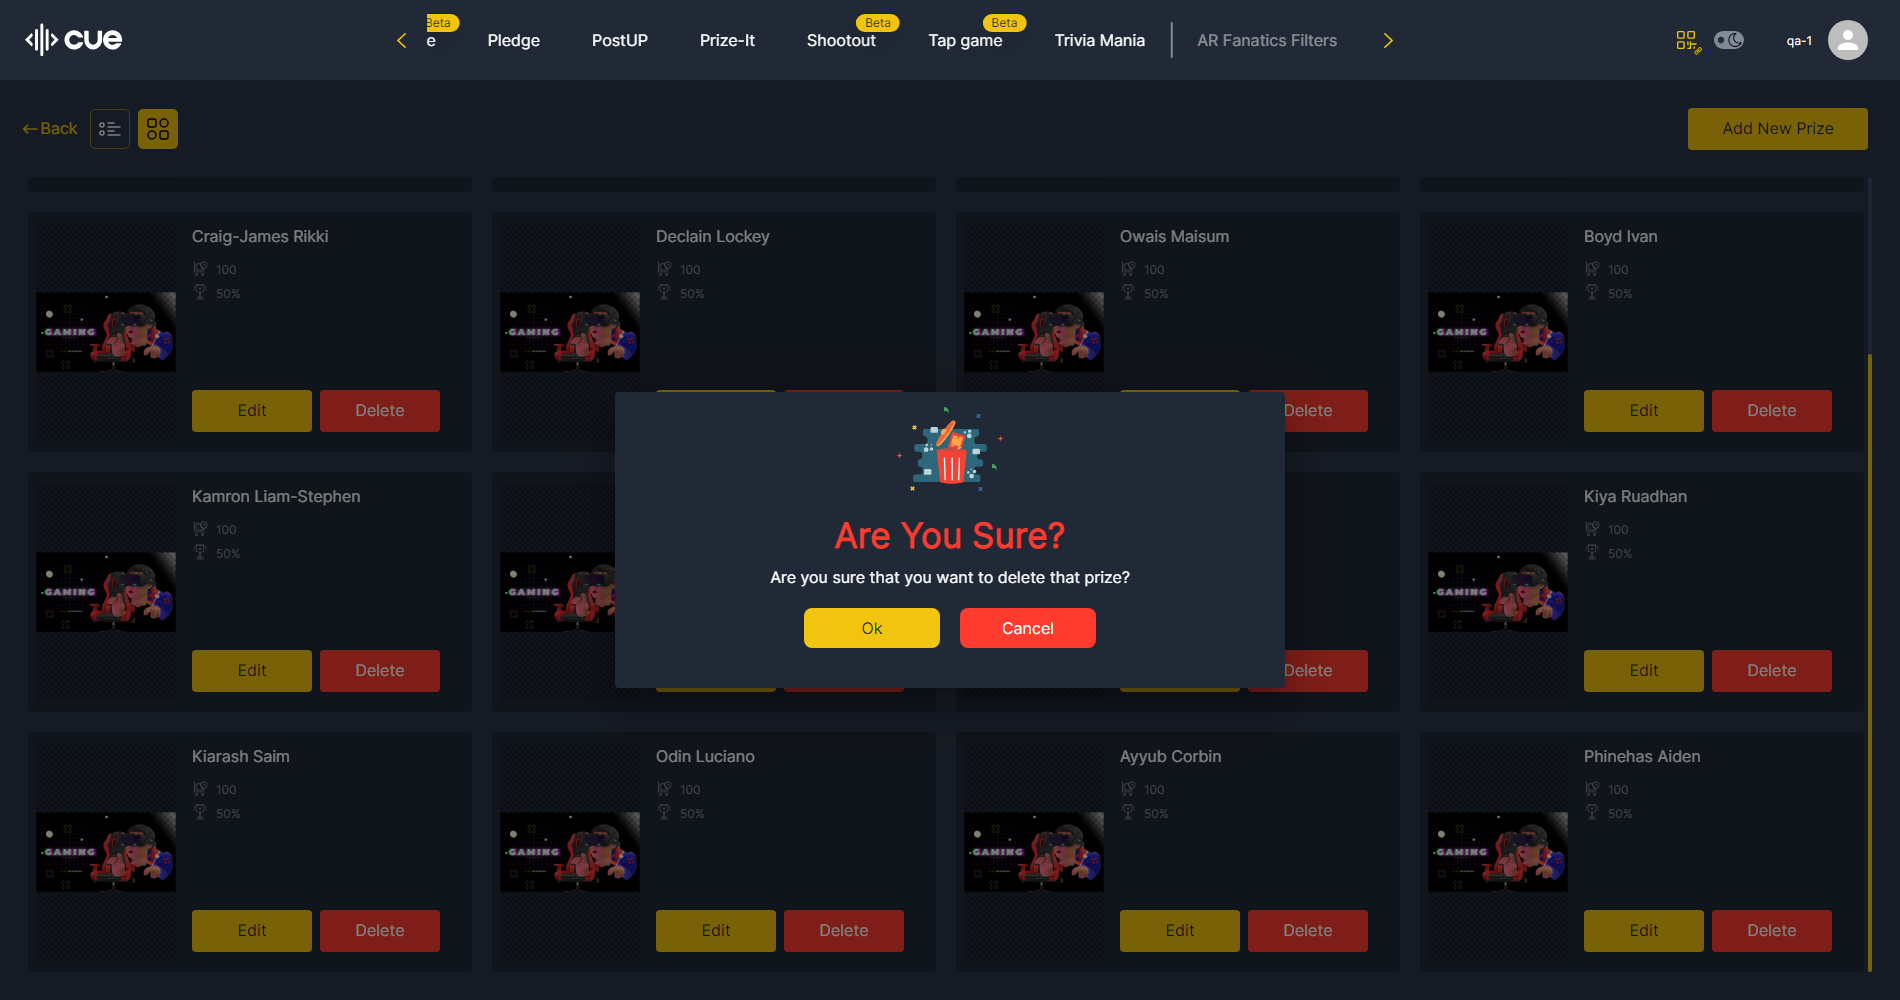 cue
Beta
e
Pledge
PostUP
Prize-It
Beta
Shootout
Beta
Tap game
Trivia Mania
AR Fanatics Filters
qa-1
Back
Add New Prize
Craig-James Rikki
100
50%
GAMING
Edit
Delete
Declain Lockey
100
50%
GAMING
Owais Maisum
100
50%
GAMING
Delete
Boyd Ivan
100
50%
GAMING
Edit
Delete
Are You Sure?
Are you sure that you want to delete that prize?
Ok
Cancel
Kamron Liam-Stephen
100
50%
GAMING
Edit
Delete
GAMING
Delete
Kiya Ruadhan
100
50%
GAMING
Edit
Delete
Kiarash Saim
100
50%
GAMING
Edit
Delete
Odin Luciano
100
50%
GAMING
Edit
Delete
Ayyub Corbin
100
50%
GAMING
Edit
Delete
Phinehas Aiden
100
50%
GAMING
Edit
Delete